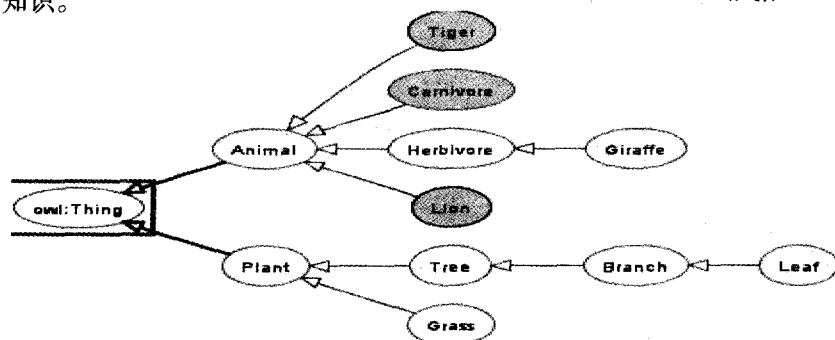 知识。
Tiger
Carnivore
Animal
Herbivore
Giraffe
owl:Thing
Lion
Plant
Tree
Branch
Leaf
Grass